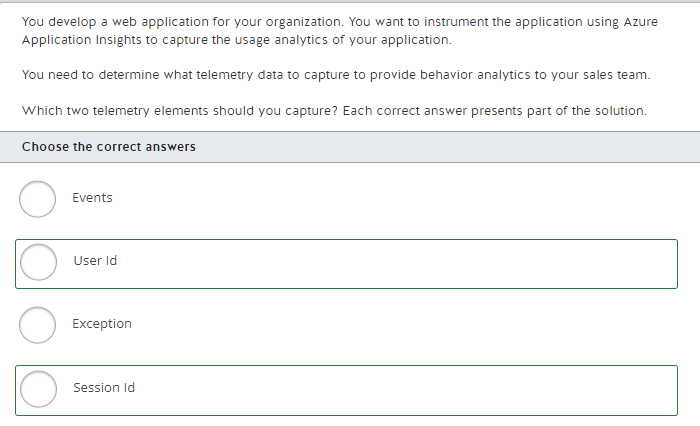 You develop a web application for your organization. You want to instrument the application using Azure
Application Insights to capture the usage analytics of your application.
You need to determine what telemetry data to capture to provide behavior analytics to your sales team.
Which two telemetry elements should you capture? Each correct answer presents part of the solution.
Choose the correct answers
Events
User Id
Exception
Session Id